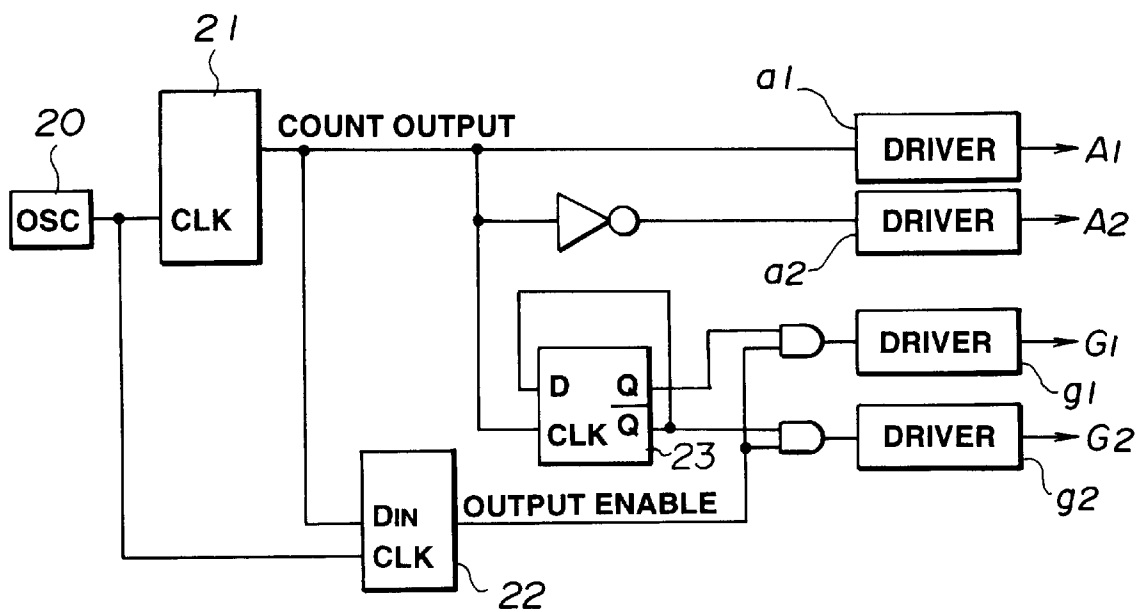 21
20
OSC
CLK
COUNT OUTPUT
a1
DRIVER
A1
DRIVER
A2
a2
D
Q
CLK
Q̅
23
DRIVER
G1
g1
DRIVER
G2
g2
DIN
CLK
OUTPUT ENABLE
22